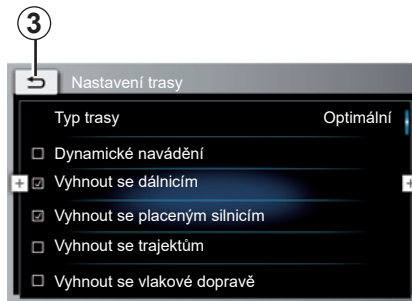 3
Nastavení trasy
Typ trasy Optimální
Dynamické navádění
Vyhnout se dálnicím
Vyhnout se placeným silnicím
Vyhnout se trajektům
Vyhnout se vlakové dopravě